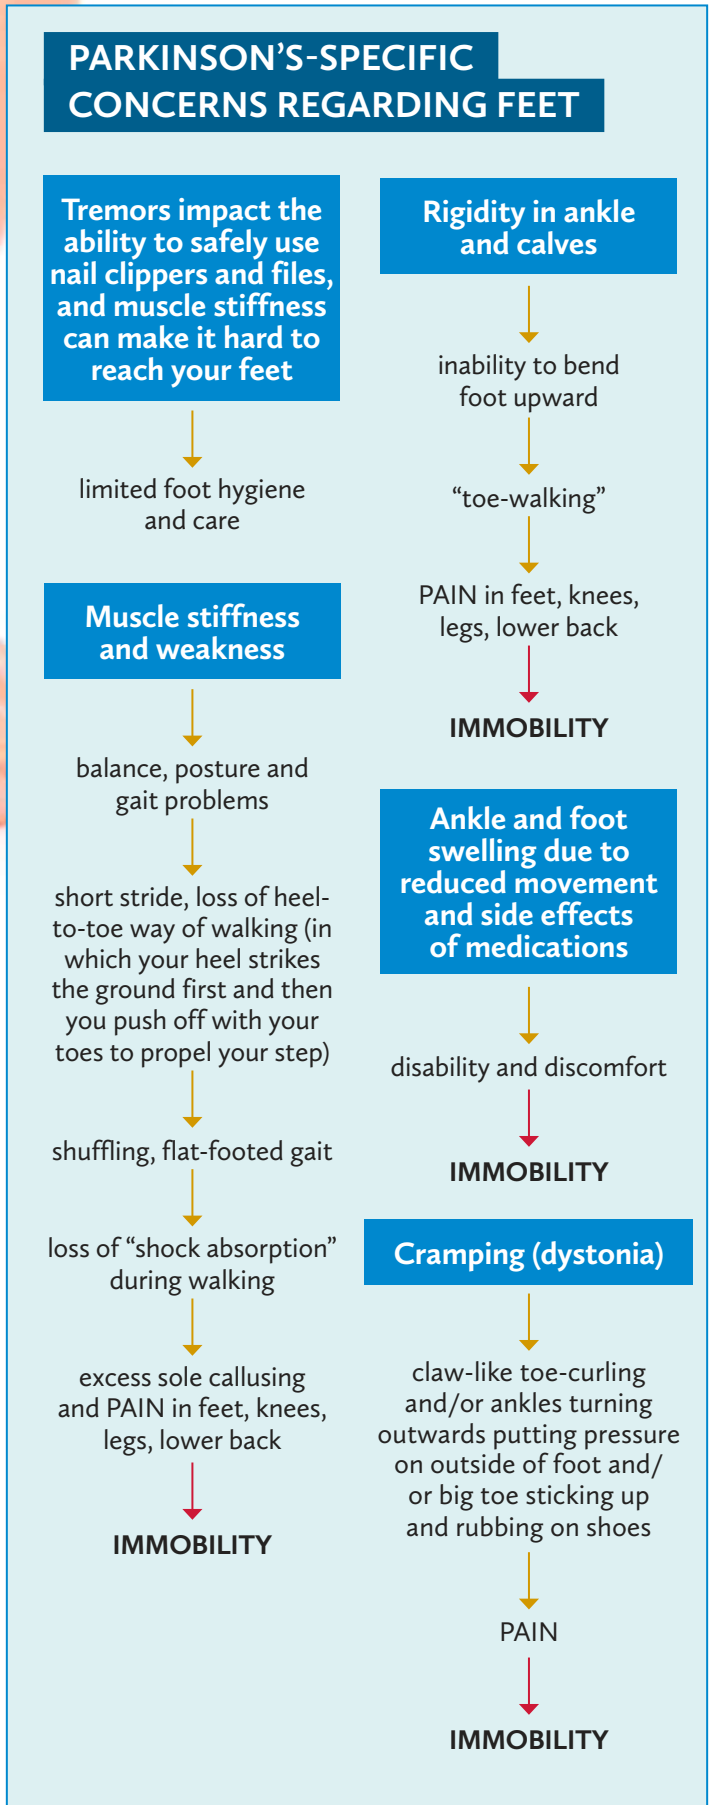 PARKINSON’S-SPECIFIC
CONCERNS REGARDING FEET
Tremors impact the
ability to safely use
nail clippers and files,
and muscle stiffness
can make it hard to
reach your feet
limited foot hygiene
and care
Muscle stiffness
and weakness
balance, posture and
gait problems
short stride, loss of heel-
to-toe way of walking (in
which your heel strikes
the ground first and then
you push off with your
toes to propel your step)
shuffling, flat-footed gait
loss of “shock absorption”
during walking
excess sole callusing
and PAIN in feet, knees,
legs, lower back
IMMOBILITY
Rigidity in ankle
and calves
inability to bend
foot upward
“toe-walking”
PAIN in feet, knees,
legs, lower back
IMMOBILITY
Ankle and foot
swelling due to
reduced movement
and side effects
of medications
disability and discomfort
IMMOBILITY
Cramping (dystonia)
claw-like toe-curling
and/or ankles turning
outwards putting pressure
on outside of foot and/
or big toe sticking up
and rubbing on shoes
PAIN
IMMOBILITY